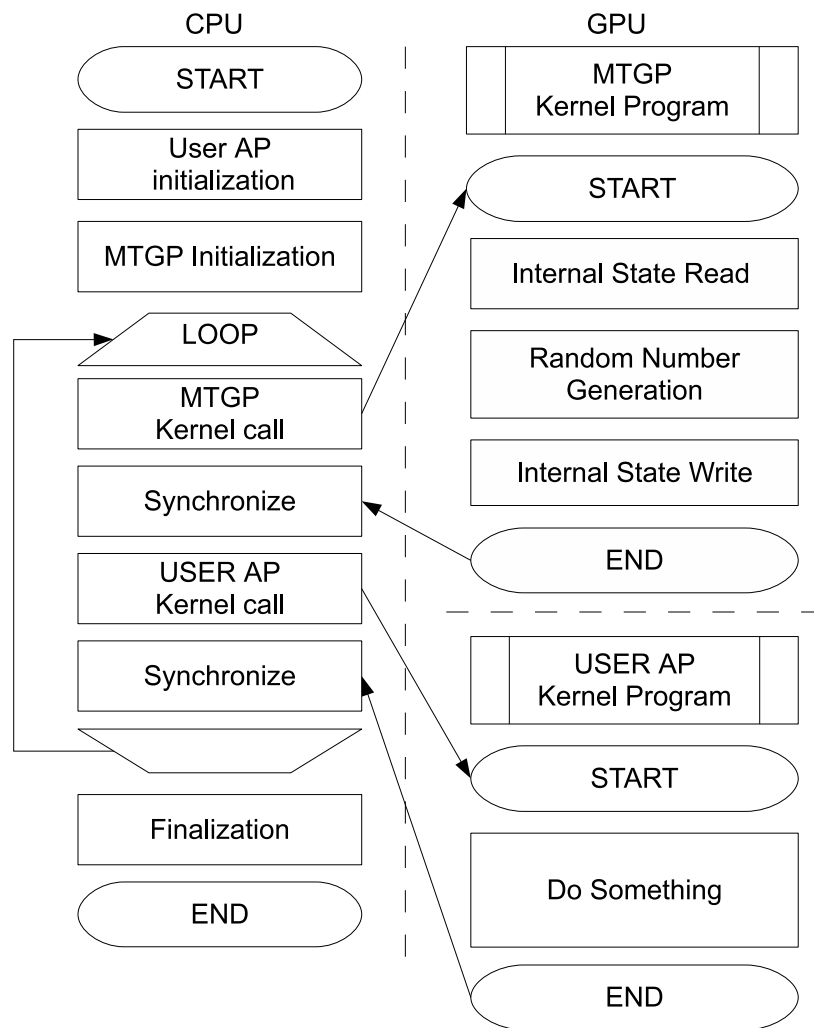 CPU
START
User AP
initialization
MTGP Initialization
LOOP
MTGP
Kernel call
Synchronize
USER AP
Kernel call
Synchronize
Finalization
END
GPU
MTGP
Kernel Program
START
Internal State Read
Random Number
Generation
Internal State Write
END
USER AP
Kernel Program
START
Do Something
END